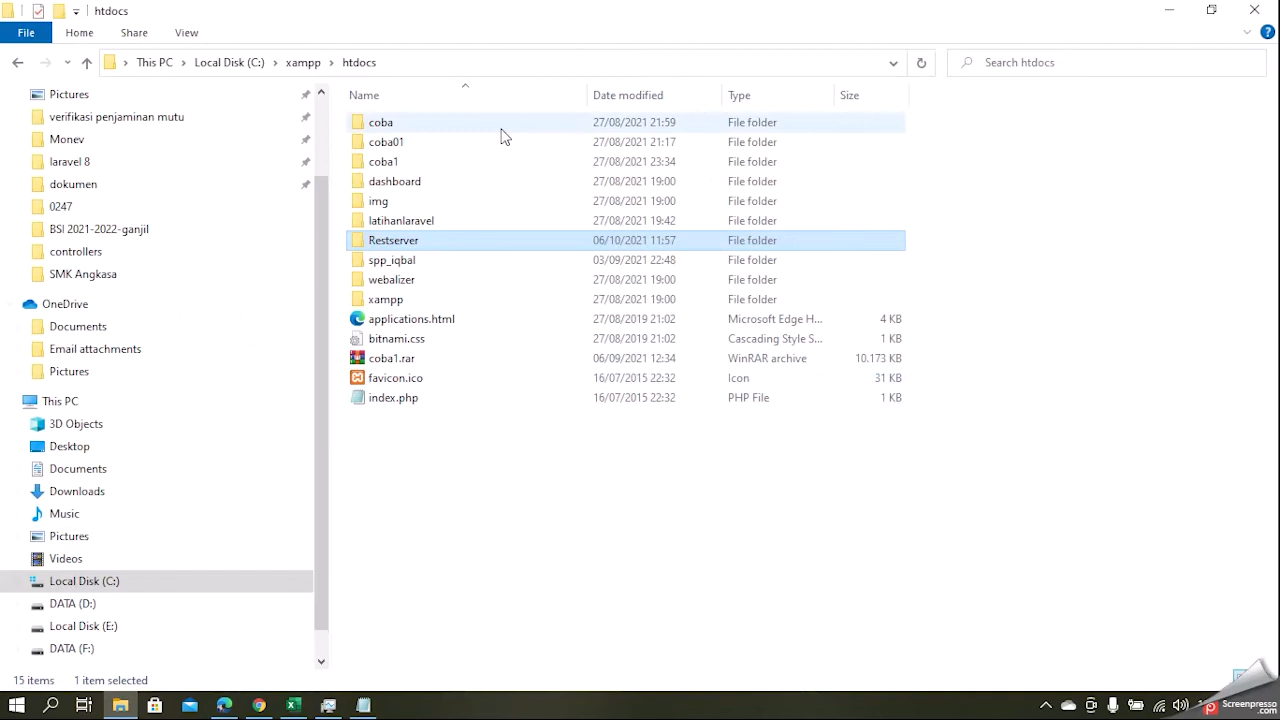 htdocs
File Home Share View
This PC Local Disk (C:) xampp htdocs
Search htdocs
Pictures
verifikasi penjaminan mutu
Monev
laravel 8
dokumen
0247
BSI 2021-2022-ganjil
controllers
SMK Angkasa
OneDrive
Documents
Email attachments
Pictures
This PC
3D Objects
Desktop
Documents
Downloads
Music
Pictures
Videos
Local Disk (C:)
DATA (D:)
Local Disk (E:)
DATA (F:)
Name Date modified Type Size
coba 27/08/2021 21:59 File folder
coba01 27/08/2021 21:17 File folder
coba1 27/08/2021 23:34 File folder
dashboard 27/08/2021 19:00 File folder
img 27/08/2021 19:00 File folder
latihanlaravel 27/08/2021 19:42 File folder
Restserver 06/10/2021 11:57 File folder
spp_iqbal 03/09/2021 22:48 File folder
webalizer 27/08/2021 19:00 File folder
xampp 27/08/2021 19:00 File folder
applications.html 27/08/2019 21:02 Microsoft Edge H... 4 KB
bitnami.css 27/08/2019 21:02 Cascading Style S... 1 KB
coba1.rar 06/09/2021 12:34 WinRAR archive 10.173 KB
favicon.ico 16/07/2015 22:32 Icon 31 KB
index.php 16/07/2015 22:32 PHP File 1 KB
15 items 1 item selected
Screenpresso
.com